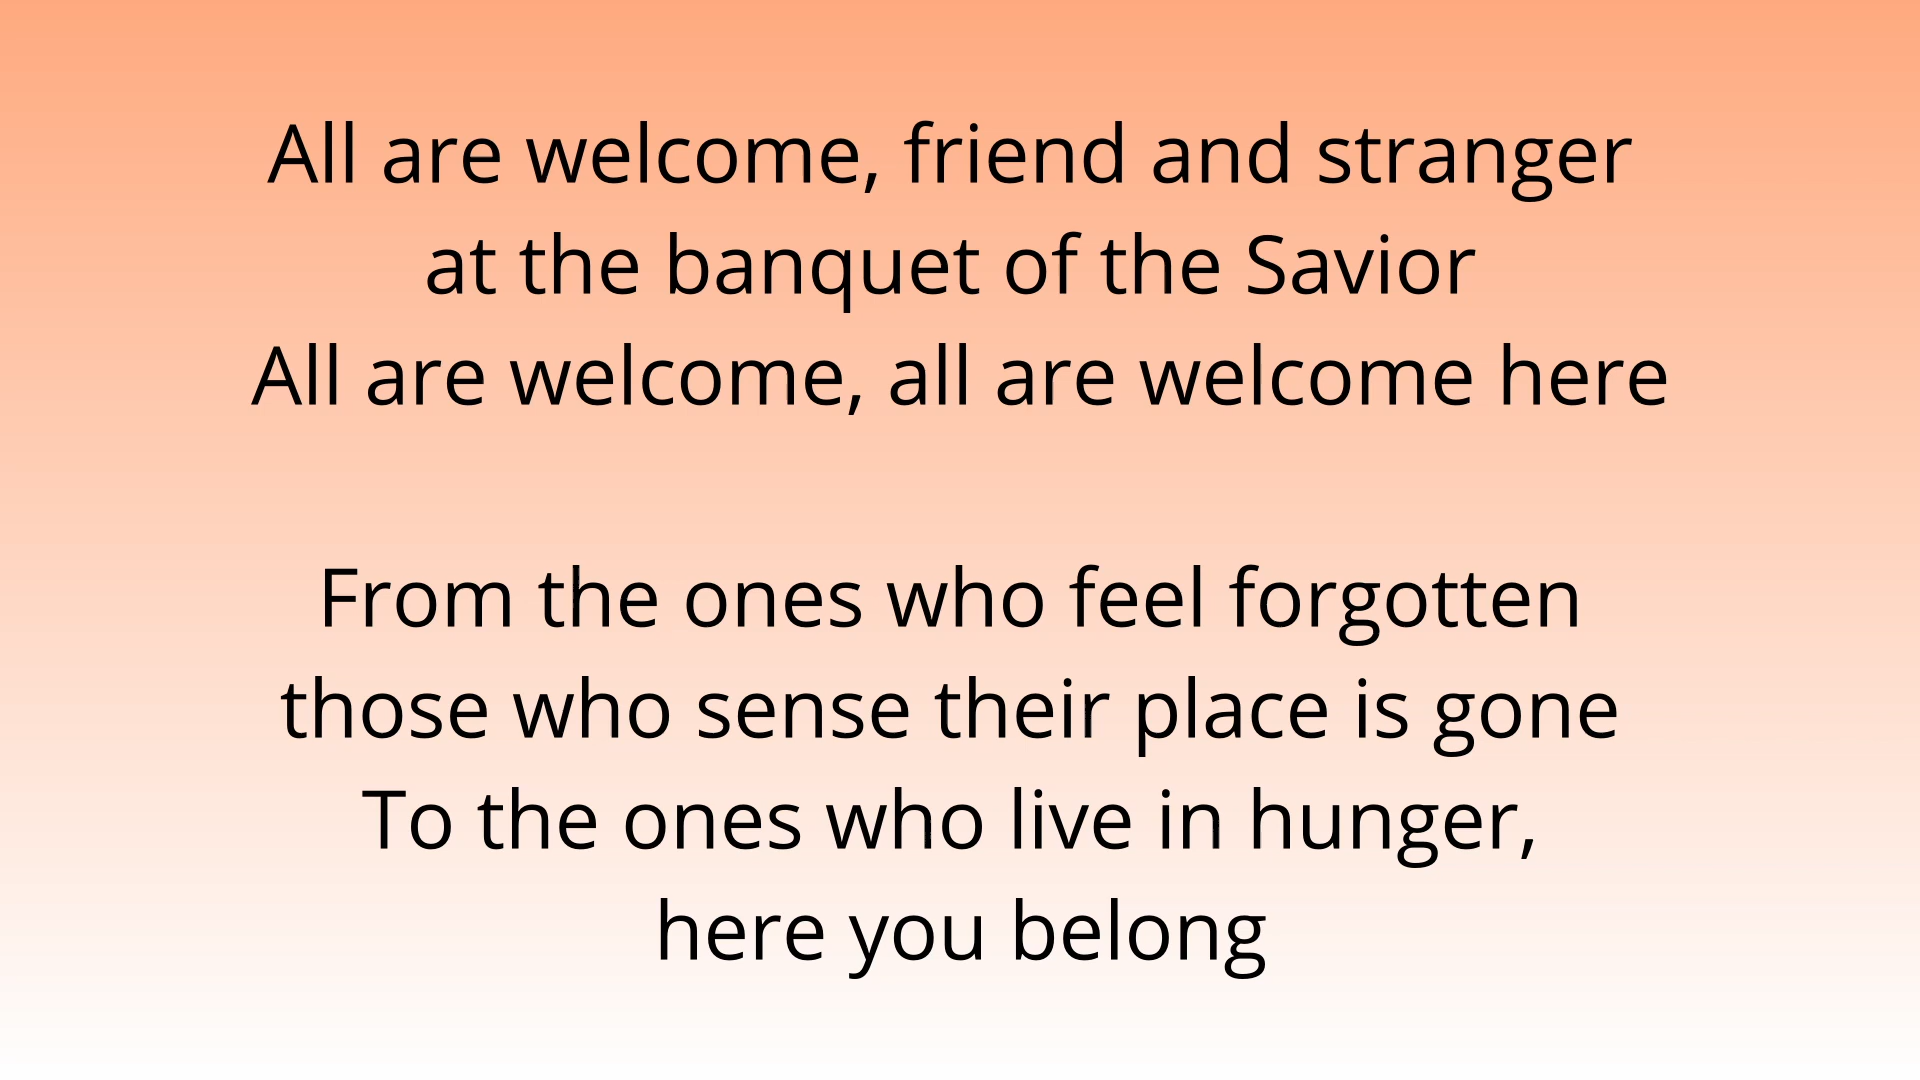 All are welcome, friend and stranger
at the banquet of the Savior
All are welcome, all are welcome here
From the ones who feel forgotten
those who sense their place is gone
To the ones who live in hunger,
here you belong